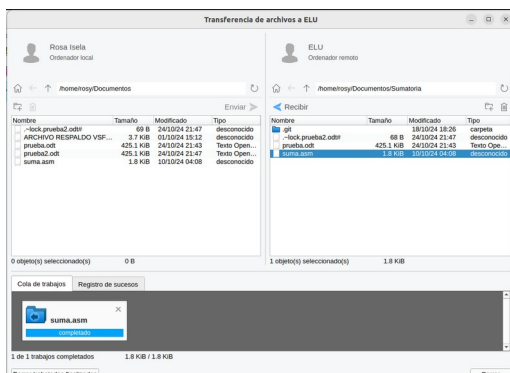 Transferencia de archivos a ELU
Rosa Isela
Ordenador local
/home/rosy/Documentos
Enviar
Nombre Tamaño Modificado Tipo
.~lock.prueba2.odt# 69 B 24/10/24 21:47 desconocido
ARCHIVO RESPALDO VSF... 3.7 KiB 01/10/24 15:12 desconocido
prueba.odt 425.1 KiB 24/10/24 21:43 Texto Open...
prueba2.odt 425.1 KiB 24/10/24 21:47 Texto Open...
suma.asm 1.8 KiB 10/10/24 04:08 desconocido
0 objeto(s) seleccionado(s) 0 B
ELU
Ordenador remoto
/home/rosy/Documentos/Sumatoria
Recibir
Nombre Tamaño Modificado Tipo
.git 18/10/24 18:26 carpeta
.~lock.prueba2.odt# 68 B 24/10/24 21:47 desconocido
prueba.odt 425.1 KiB 24/10/24 21:43 Texto Ope...
suma.asm 1.8 KiB 10/10/24 04:08 desconocido
1 objeto(s) seleccionado(s) 1.8 KiB
Cola de trabajos Registro de sucesos
suma.asm
completado
1 de 1 trabajos completados 1.8 KiB / 1.8 KiB